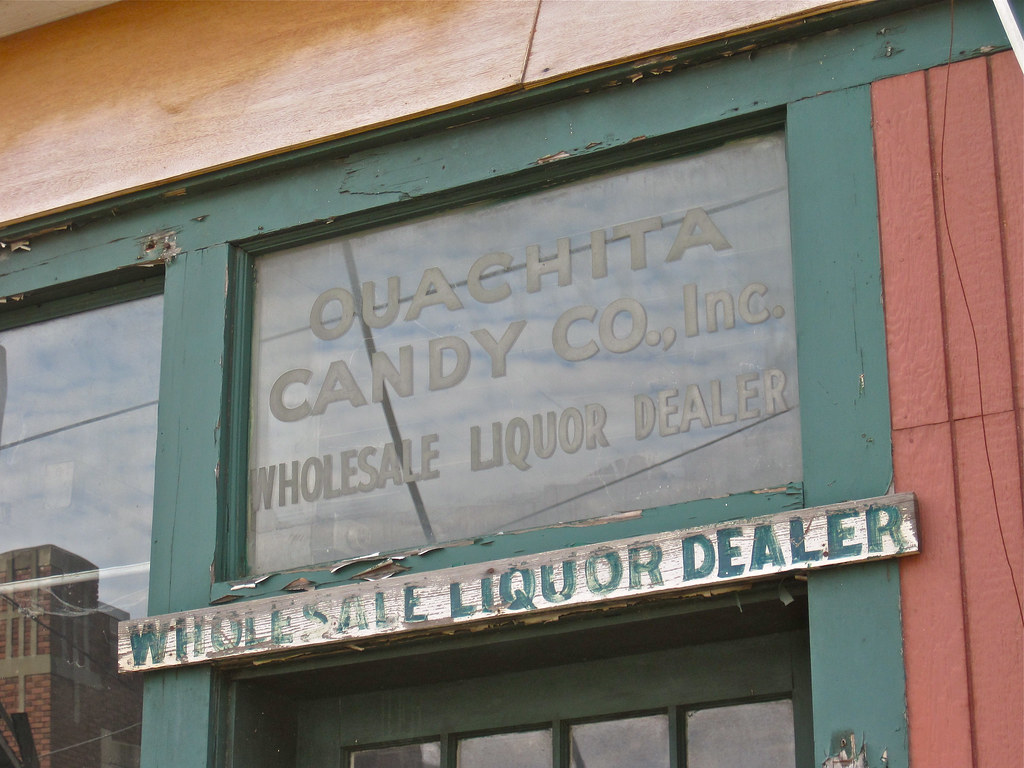 OUACHITA
CANDY CO., Inc.
WHOLESALE LIQUOR DEALER
WHOLESALE LIQUOR DEALER